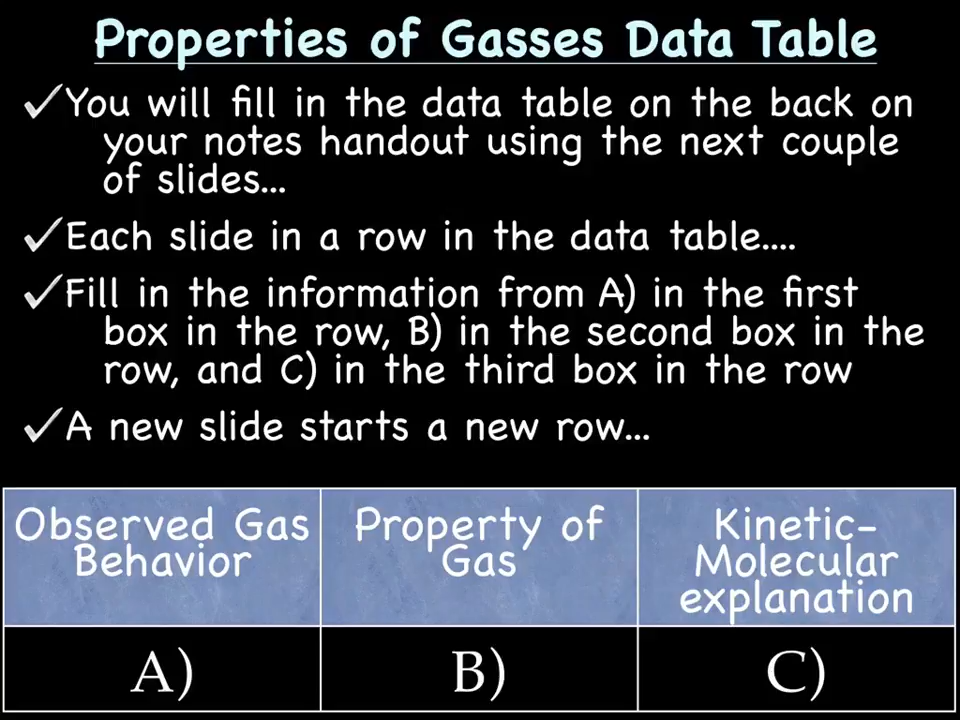 Properties of Gasses Data Table
✓You will fill in the data table on the back on
your notes handout using the next couple
of slides...
✓Each slide in a row in the data table....
✓Fill in the information from A) in the first
box in the row, B) in the second box in the
row, and C) in the third box in the row
✓A new slide starts a new row...
Observed Gas
Behavior
Property of
Gas
Kinetic-
Molecular
explanation
A)
B)
C)